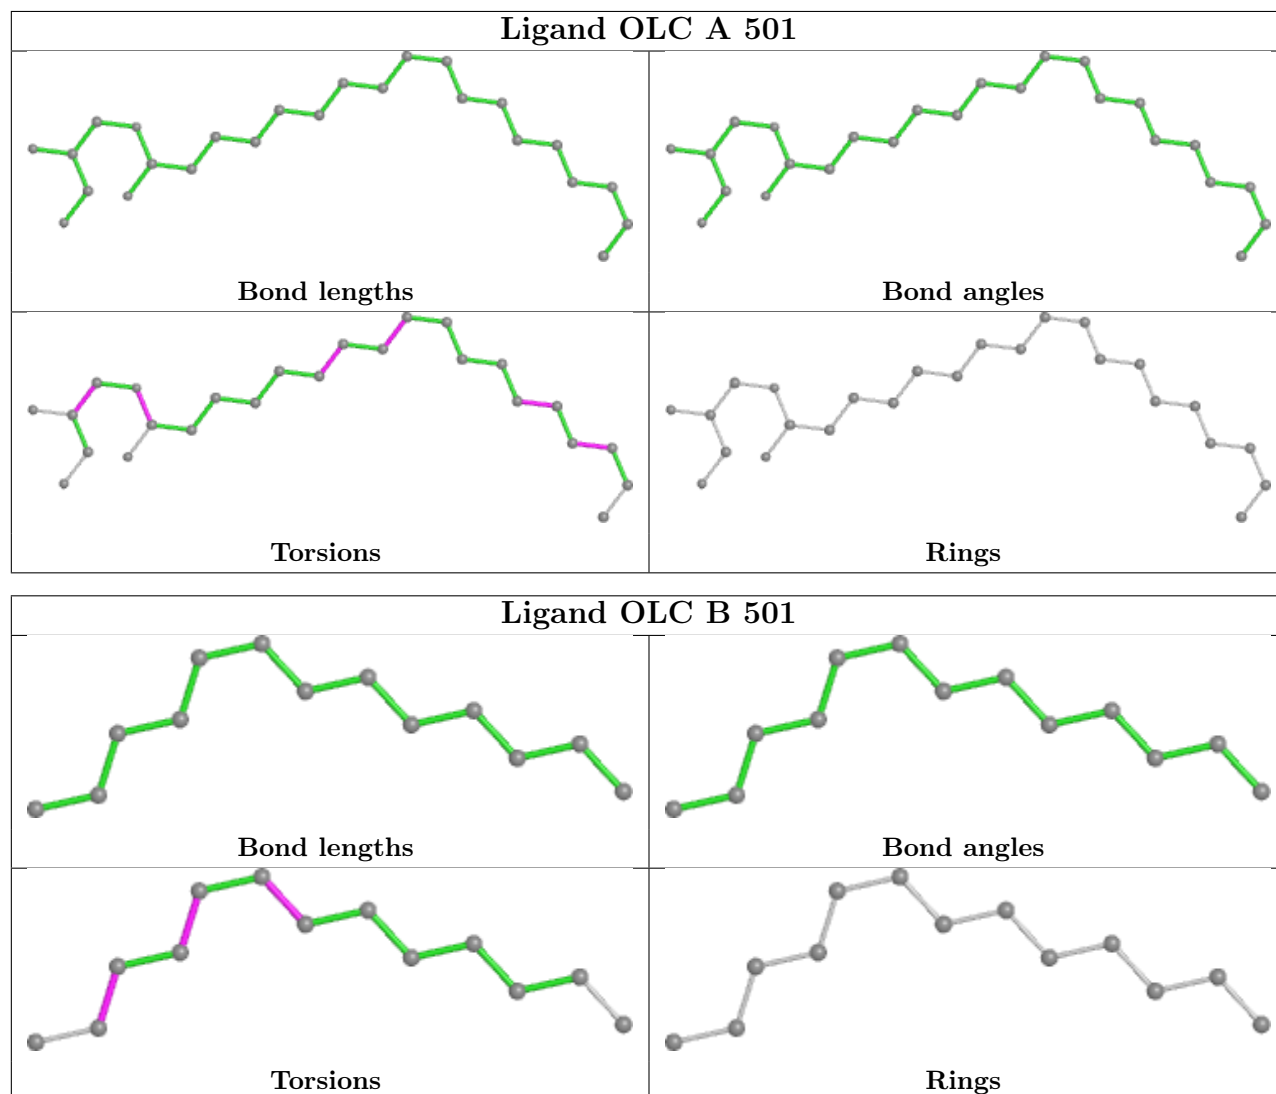 Ligand OLC A 501
Bond lengths
Bond angles
Torsions
Rings
Ligand OLC B 501
Bond lengths
Bond angles
Torsions
Rings